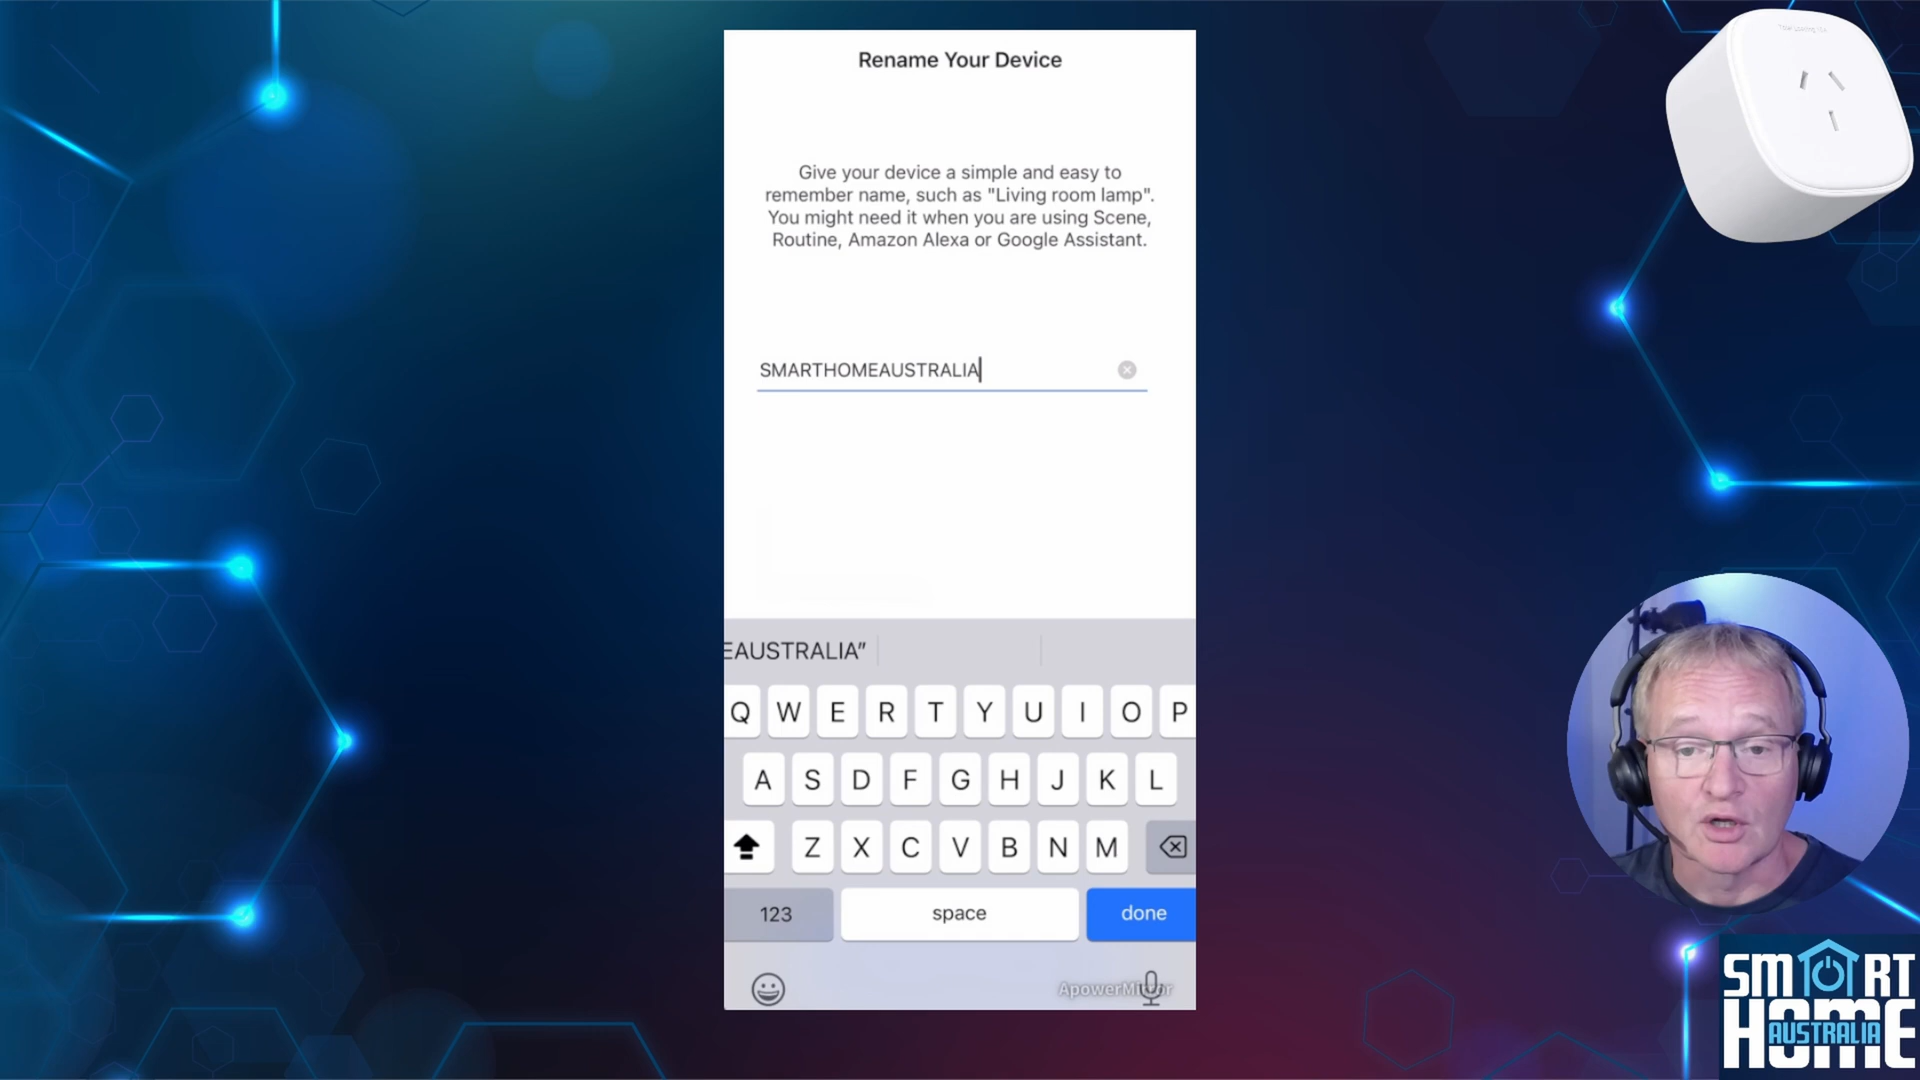 Rename Your Device
Give your device a simple and easy to
remember name, such as "Living room lamp".
You might need it when you are using Scene,
Routine, Amazon Alexa or Google Assistant.
SMARTHOMEAUSTRALIA
EAUSTRALIA”
Q W E R T Y U I O P
A S D F G H J K L
Z X C V B N M
123 space done
ApowerMirror
SMART
HOME
AUSTRALIA